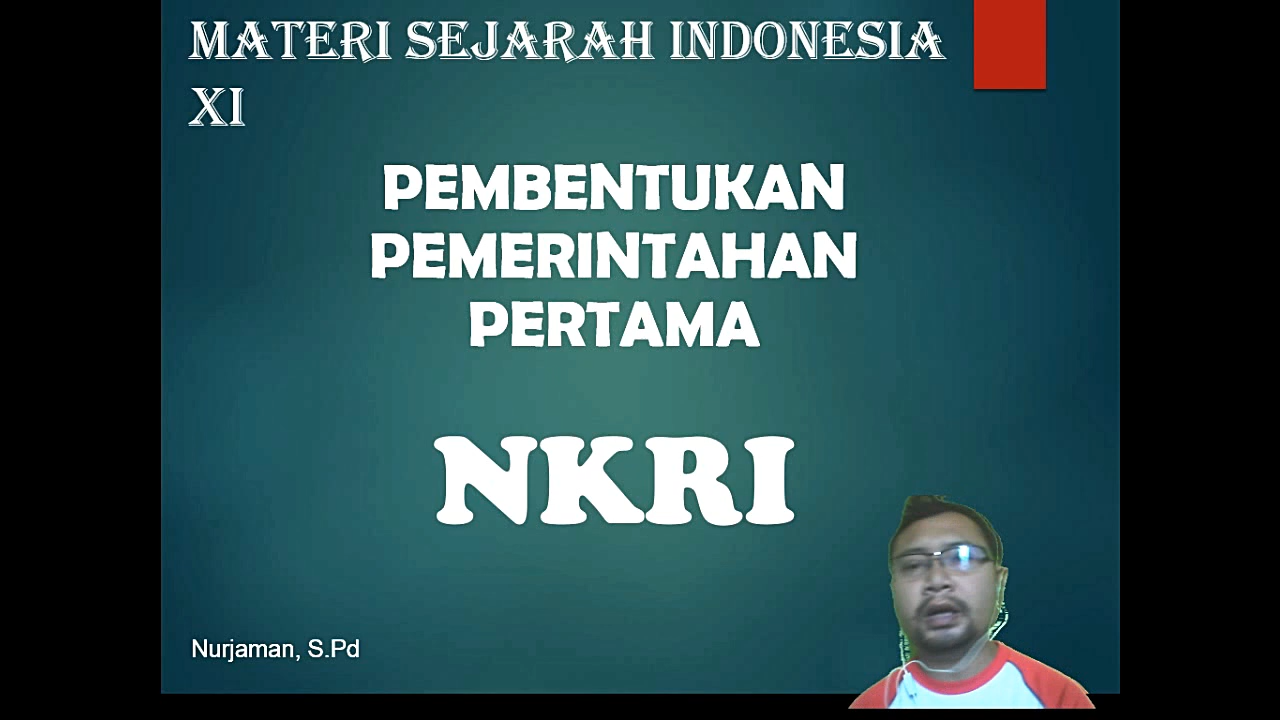 MATERI SEJARAH INDONESIA
XI
PEMBENTUKAN
PEMERINTAHAN
PERTAMA
NKRI
Nurjaman, S.Pd